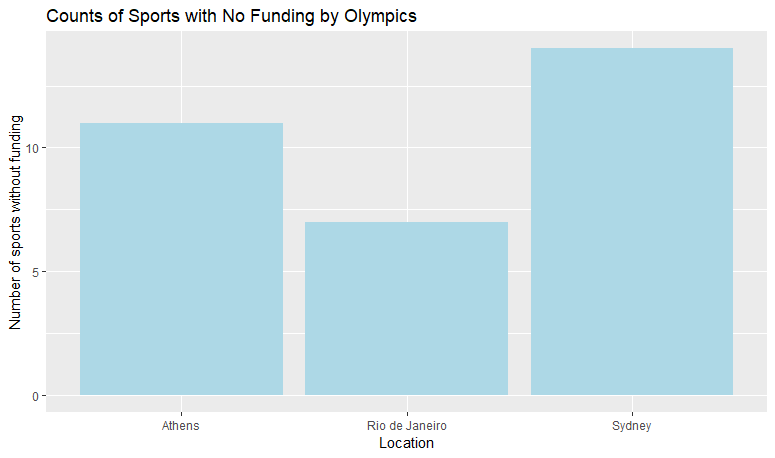 Counts of Sports with No Funding by Olympics
Number of sports without funding
10
5
0
Athens
Rio de Janeiro
Sydney
Location